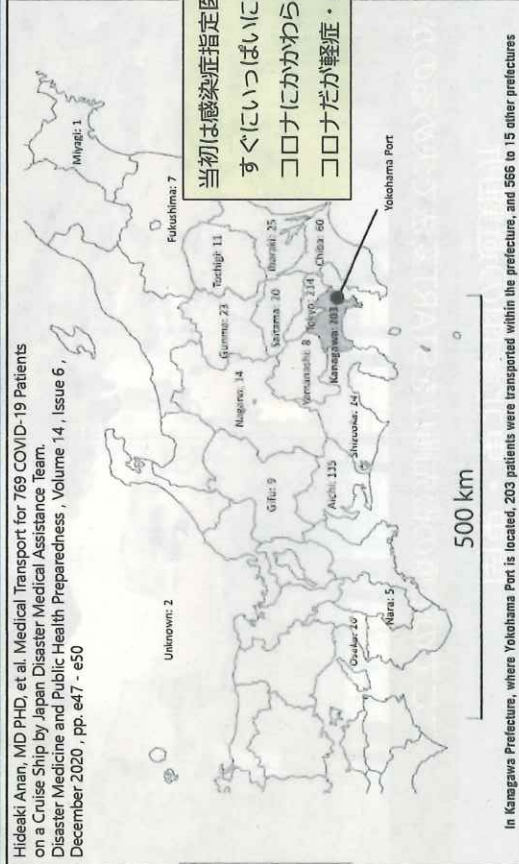 Hideaki Anan, MD PHD, et al. Medical Transport for 769 COVID-19 Patients
on a Cruise Ship by Japan Disaster Medical Assistance Team.
Disaster Medicine and Public Health Preparedness , Volume 14 , Issue 6 ,
December 2020 , pp. e47 - e50
Miyagi: 1
Unknown: 2
Fukushima: 7
Tochigi: 11
Gunma: 23
Ibaraki: 25
Nagano: 14
Saitama: 20
Tokyo: 214
Chiba: 60
Gifu: 9
Yamanashi: 8
Kanagawa: 203
Aichi: 135
Shizuoka: 24
Osaka: 10
Nara: 5
Yokohama Port
500 km
当初は感染症指定医
すぐにいっぱいに
コロナにかかわら
コロナだが軽症・
In Kanagawa Prefecture, where Yokohama Port is located, 203 patients were transported within the prefecture, and 566 to 15 other prefectures